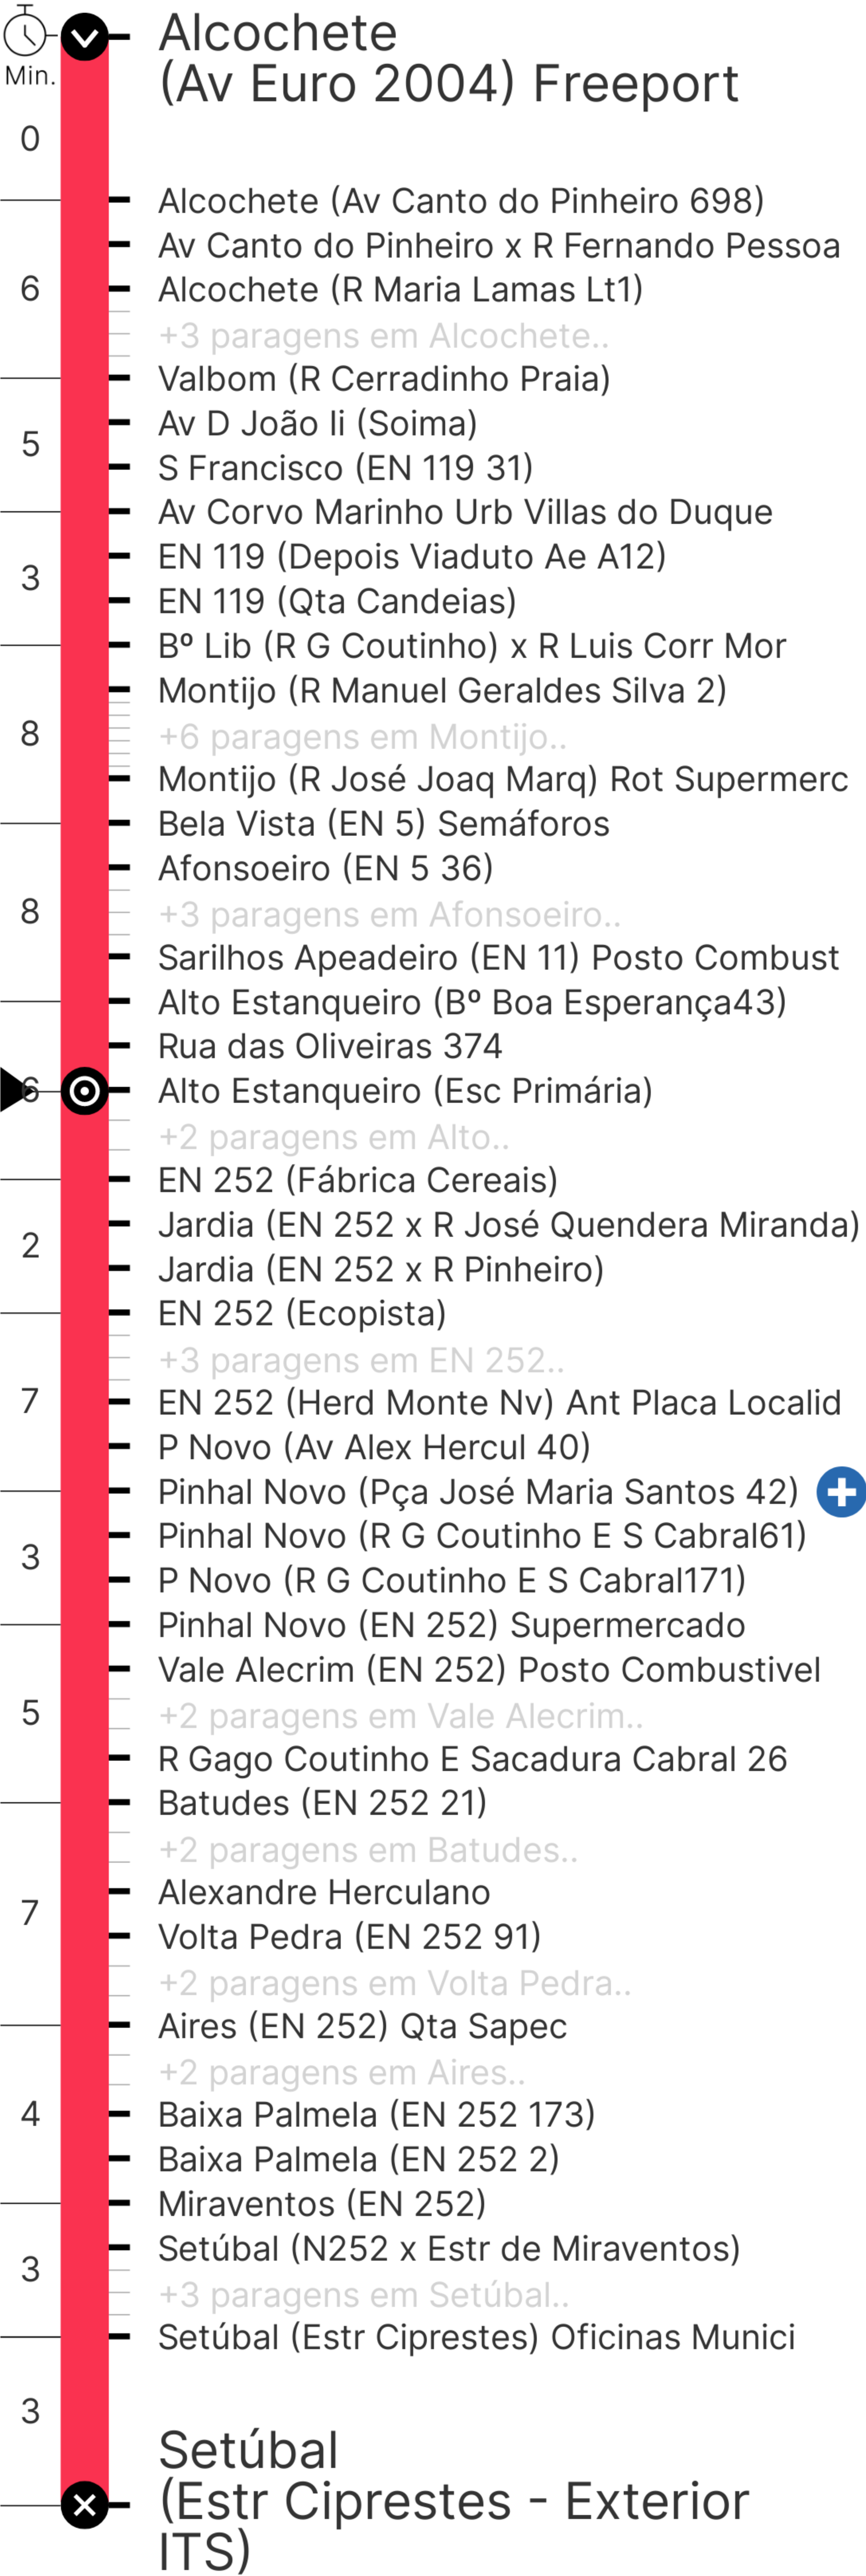 Alcochete
(Av Euro 2004) Freeport
Min.
0
Alcochete (Av Canto do Pinheiro 698)
Av Canto do Pinheiro x R Fernando Pessoa
6
Alcochete (R Maria Lamas Lt1)
+3 paragens em Alcochete..
Valbom (R Cerradinho Praia)
Av D João Ii (Soima)
5
S Francisco (EN 119 31)
Av Corvo Marinho Urb Villas do Duque
EN 119 (Depois Viaduto Ae A12)
3
EN 119 (Qta Candeias)
Bº Lib (R G Coutinho) x R Luis Corr Mor
Montijo (R Manuel Geraldes Silva 2)
8
+6 paragens em Montijo..
Montijo (R José Joaq Marq) Rot Supermerc
Bela Vista (EN 5) Semáforos
Afonsoeiro (EN 5 36)
8
+3 paragens em Afonsoeiro..
Sarilhos Apeadeiro (EN 11) Posto Combust
Alto Estanqueiro (Bº Boa Esperança43)
Rua das Oliveiras 374
6
Alto Estanqueiro (Esc Primária)
+2 paragens em Alto..
EN 252 (Fábrica Cereais)
Jardia (EN 252 x R José Quendera Miranda)
2
Jardia (EN 252 x R Pinheiro)
EN 252 (Ecopista)
+3 paragens em EN 252..
7
EN 252 (Herd Monte Nv) Ant Placa Localid
P Novo (Av Alex Hercul 40)
Pinhal Novo (Pça José Maria Santos 42)
Pinhal Novo (R G Coutinho E S Cabral61)
3
P Novo (R G Coutinho E S Cabral171)
Pinhal Novo (EN 252) Supermercado
Vale Alecrim (EN 252) Posto Combustivel
5
+2 paragens em Vale Alecrim..
R Gago Coutinho E Sacadura Cabral 26
Batudes (EN 252 21)
+2 paragens em Batudes..
Alexandre Herculano
7
Volta Pedra (EN 252 91)
+2 paragens em Volta Pedra..
Aires (EN 252) Qta Sapec
+2 paragens em Aires..
4
Baixa Palmela (EN 252 173)
Baixa Palmela (EN 252 2)
Miraventos (EN 252)
Setúbal (N252 x Estr de Miraventos)
3
+3 paragens em Setúbal..
Setúbal (Estr Ciprestes) Oficinas Munici
3
Setúbal
(Estr Ciprestes - Exterior
ITS)